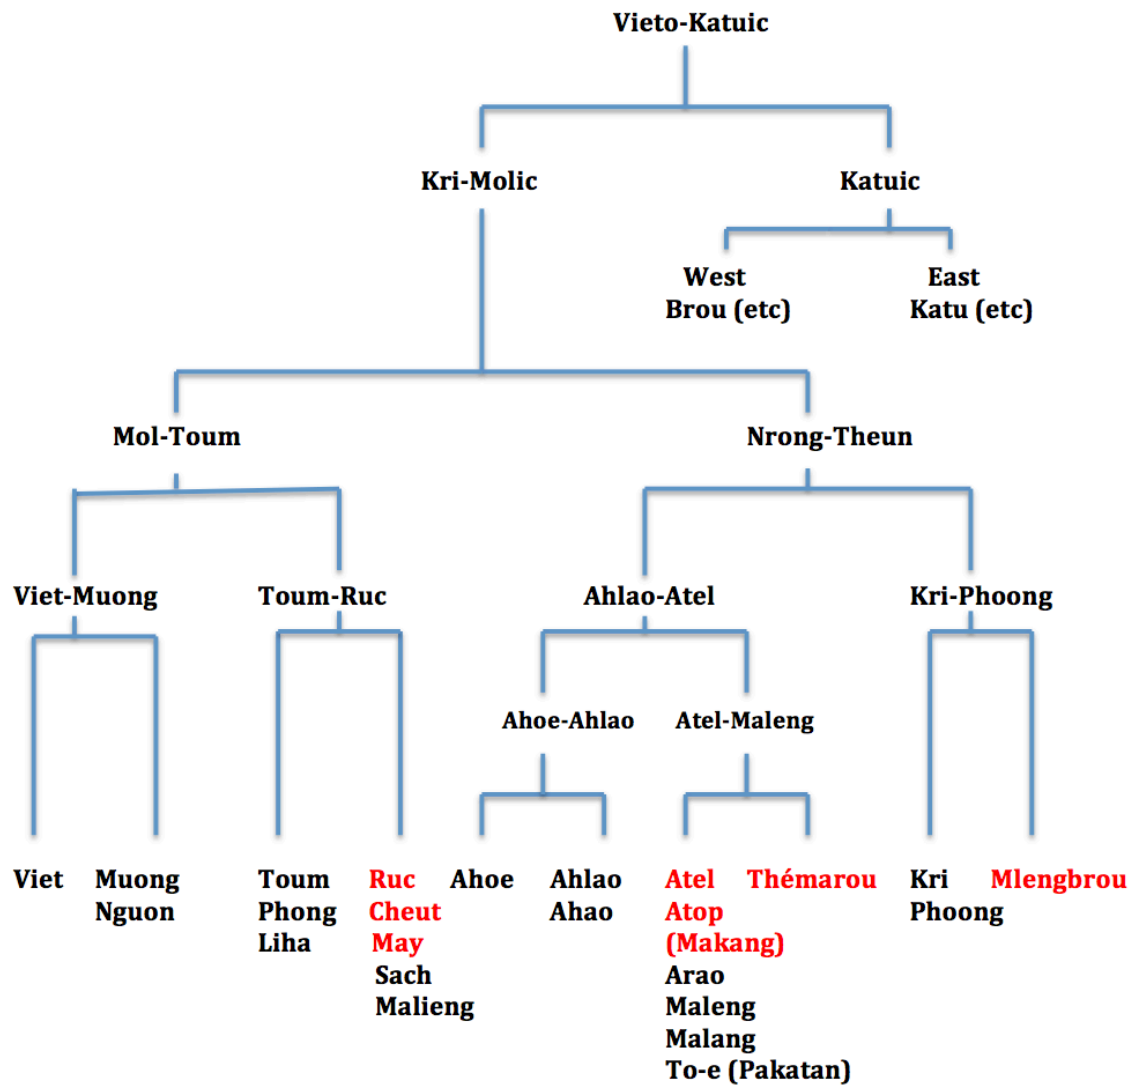 Vieto-Katuic
Kri-Molic
Katuic
West
Brou (etc)
East
Katu (etc)
Mol-Toum
Nrong-Theun
Viet-Muong
Toum-Ruc
Ahlao-Atel
Kri-Phoong
Ahoe-Ahlao
Atel-Maleng
Viet
Muong
Nguon
Toum
Phong
Liha
Ruc
Cheut
May
Sach
Malieng
Ahoe
Ahlao
Ahao
Atel
Atop
(Makang)
Arao
Maleng
Malang
To-e (Pakatan)
Thémarou
Kri
Phoong
Mlengbrou